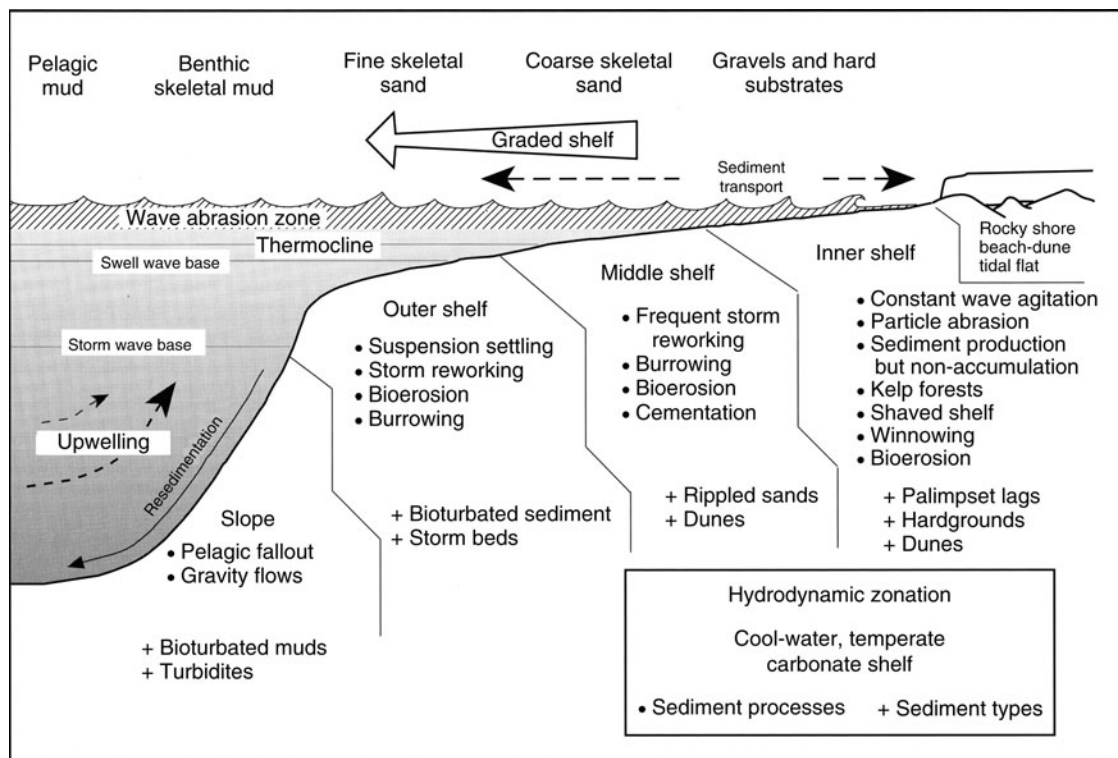 Pelagic
mud
Benthic
skeletal mud
Fine skeletal
sand
Coarse skeletal
sand
Gravels and hard
substrates
Graded shelf
Sediment
transport
Wave abrasion zone
Thermocline
Swell wave base
Storm wave base
Upwelling
Resedimentation
Rocky shore
beach-dune
tidal flat
Inner shelf
• Constant wave agitation
• Particle abrasion
• Sediment production
but non-accumulation
• Kelp forests
• Shaved shelf
• Winnowing
• Bioerosion
+ Palimpset lags
+ Hardgrounds
+ Dunes
Middle shelf
• Frequent storm
reworking
• Burrowing
• Bioerosion
• Cementation
+ Rippled sands
+ Dunes
Outer shelf
• Suspension settling
• Storm reworking
• Bioerosion
• Burrowing
+ Bioturbated sediment
+ Storm beds
Slope
• Pelagic fallout
• Gravity flows
+ Bioturbated muds
+ Turbidites
Hydrodynamic zonation
Cool-water, temperate
carbonate shelf
• Sediment processes + Sediment types